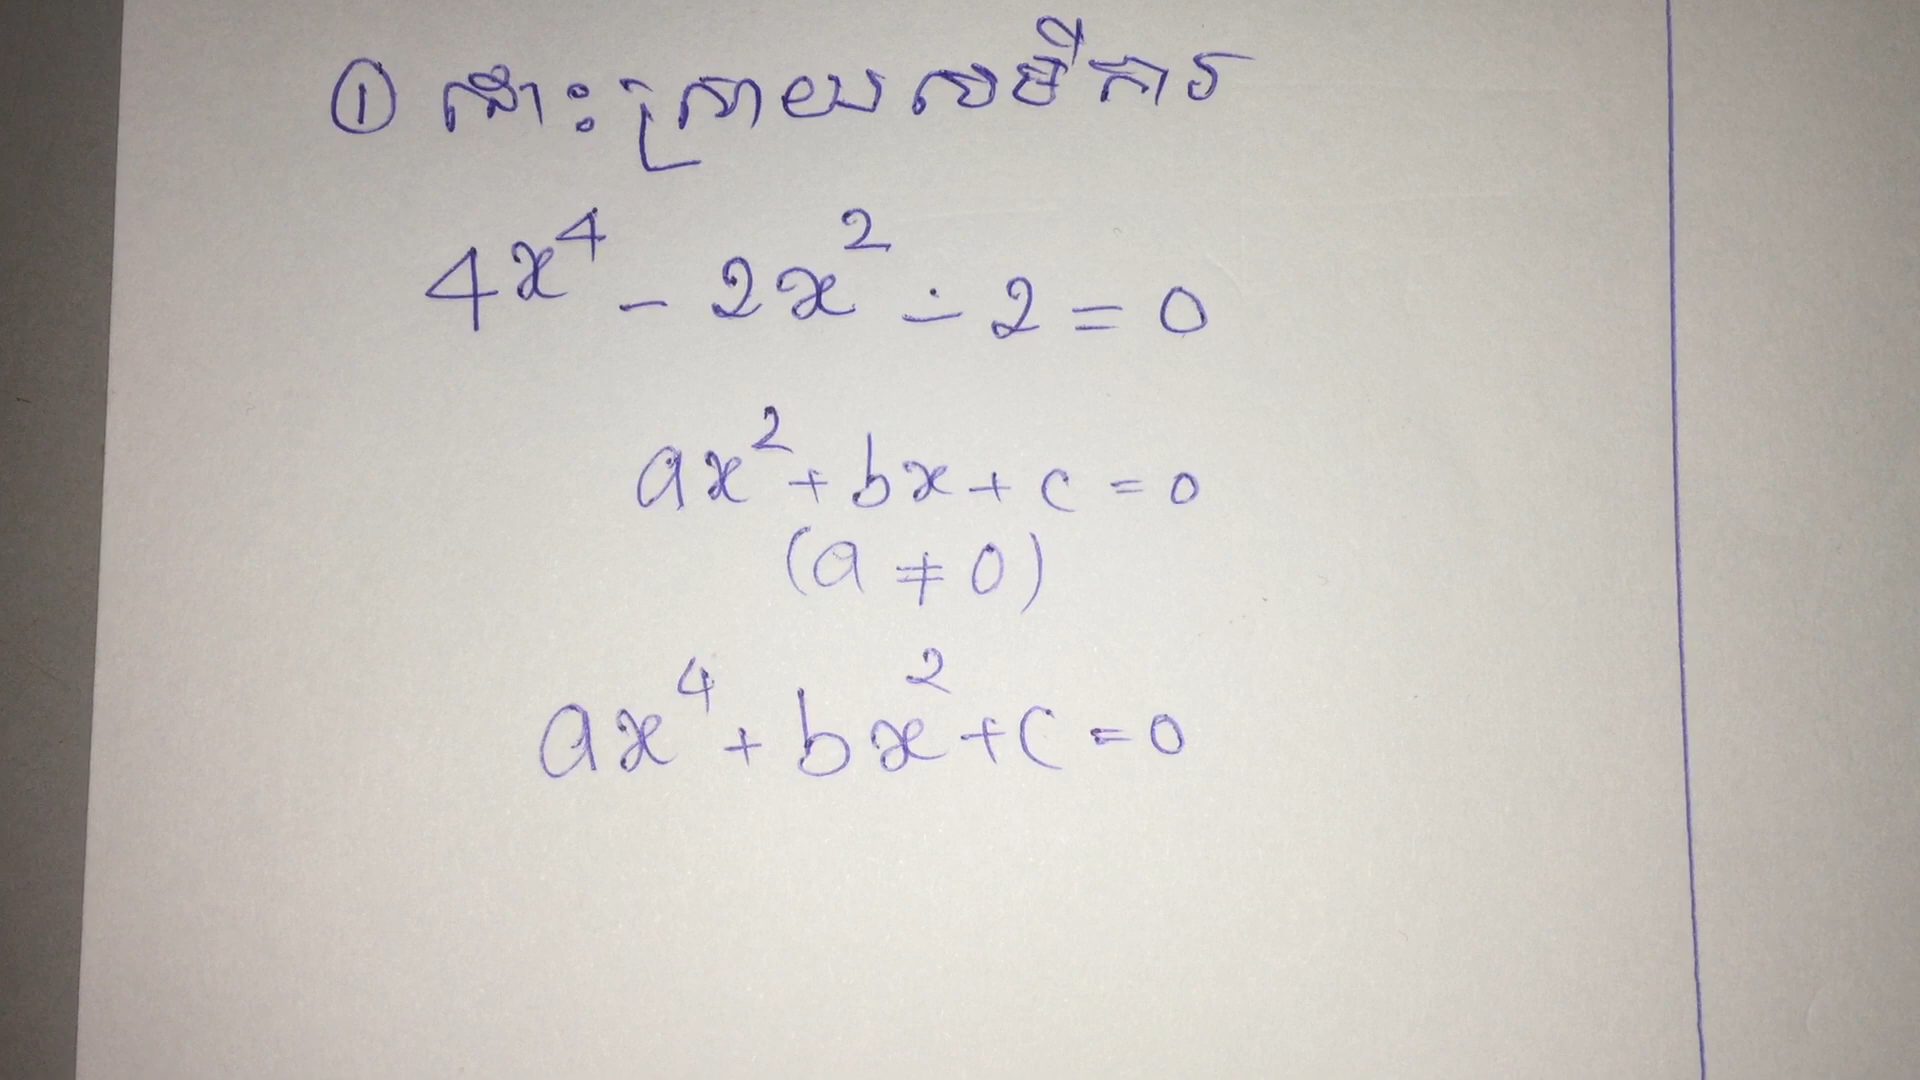 ① ដោះស្រាយសមីការ
4x⁴ - 2x² - 2 = 0
ax² + bx + c = 0
(a ≠ 0)
ax⁴ + bx² + c = 0